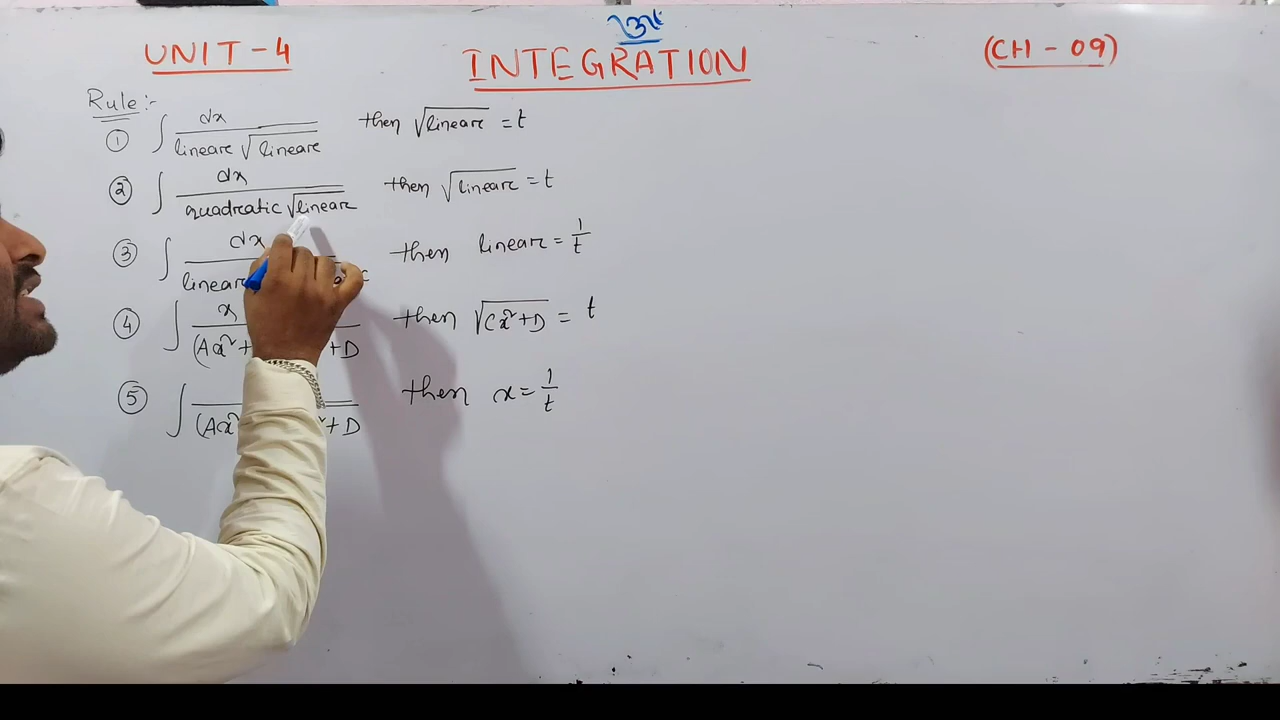 UNIT-4
INTEGRATION
(CH-09)
Rule:-
① ∫ dx / linear √linear then √linear = t
② ∫ dx / quadratic √linear then √linear = t
③ ∫ dx / linear then linear = 1/t
④ ∫ x / (Ax²+ +D then √Cx²+D = t
⑤ ∫ / (Ax² ²+D then x = 1/t